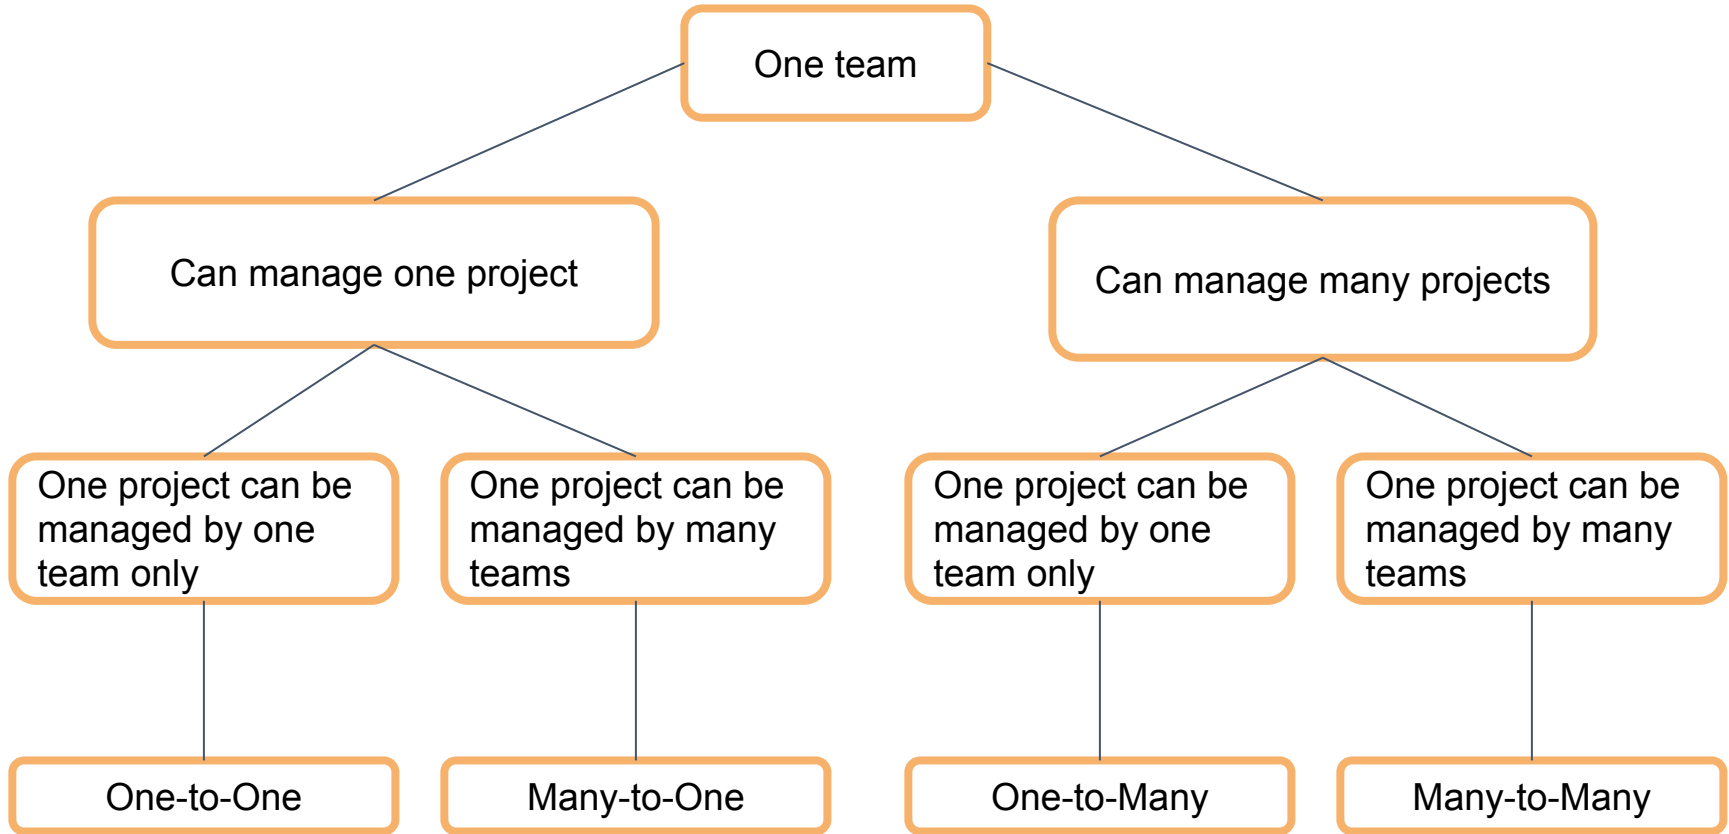 One team
Can manage one project
Can manage many projects
One project can be
managed by one
team only
One project can be
managed by many
teams
One project can be
managed by one
team only
One project can be
managed by many
teams
One-to-One
Many-to-One
One-to-Many
Many-to-Many